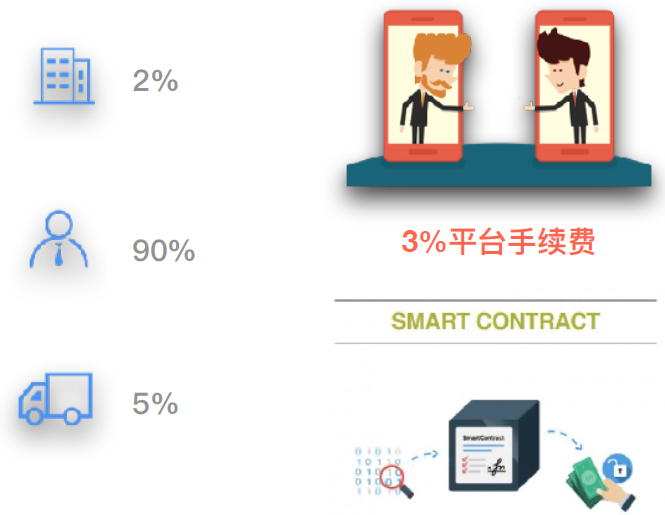 2%
90%
5%
3%平台手续费
SMART CONTRACT
SmartContract